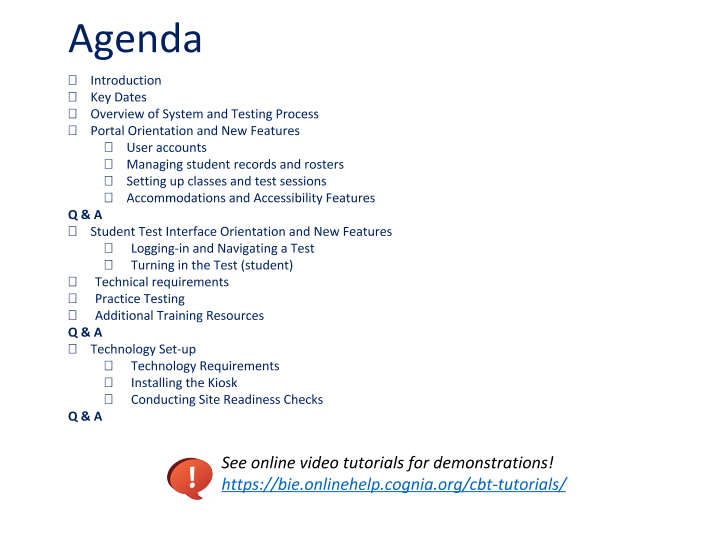 Agenda
Introduction
Key Dates
Overview of System and Testing Process
Portal Orientation and New Features
User accounts
Managing student records and rosters
Setting up classes and test sessions
Accommodations and Accessibility Features
Q & A
Student Test Interface Orientation and New Features
Logging-in and Navigating a Test
Turning in the Test (student)
Technical requirements
Practice Testing
Additional Training Resources
Q & A
Technology Set-up
Technology Requirements
Installing the Kiosk
Conducting Site Readiness Checks
Q & A
! See online video tutorials for demonstrations!
https://bie.onlinehelp.cognia.org/cbt-tutorials/